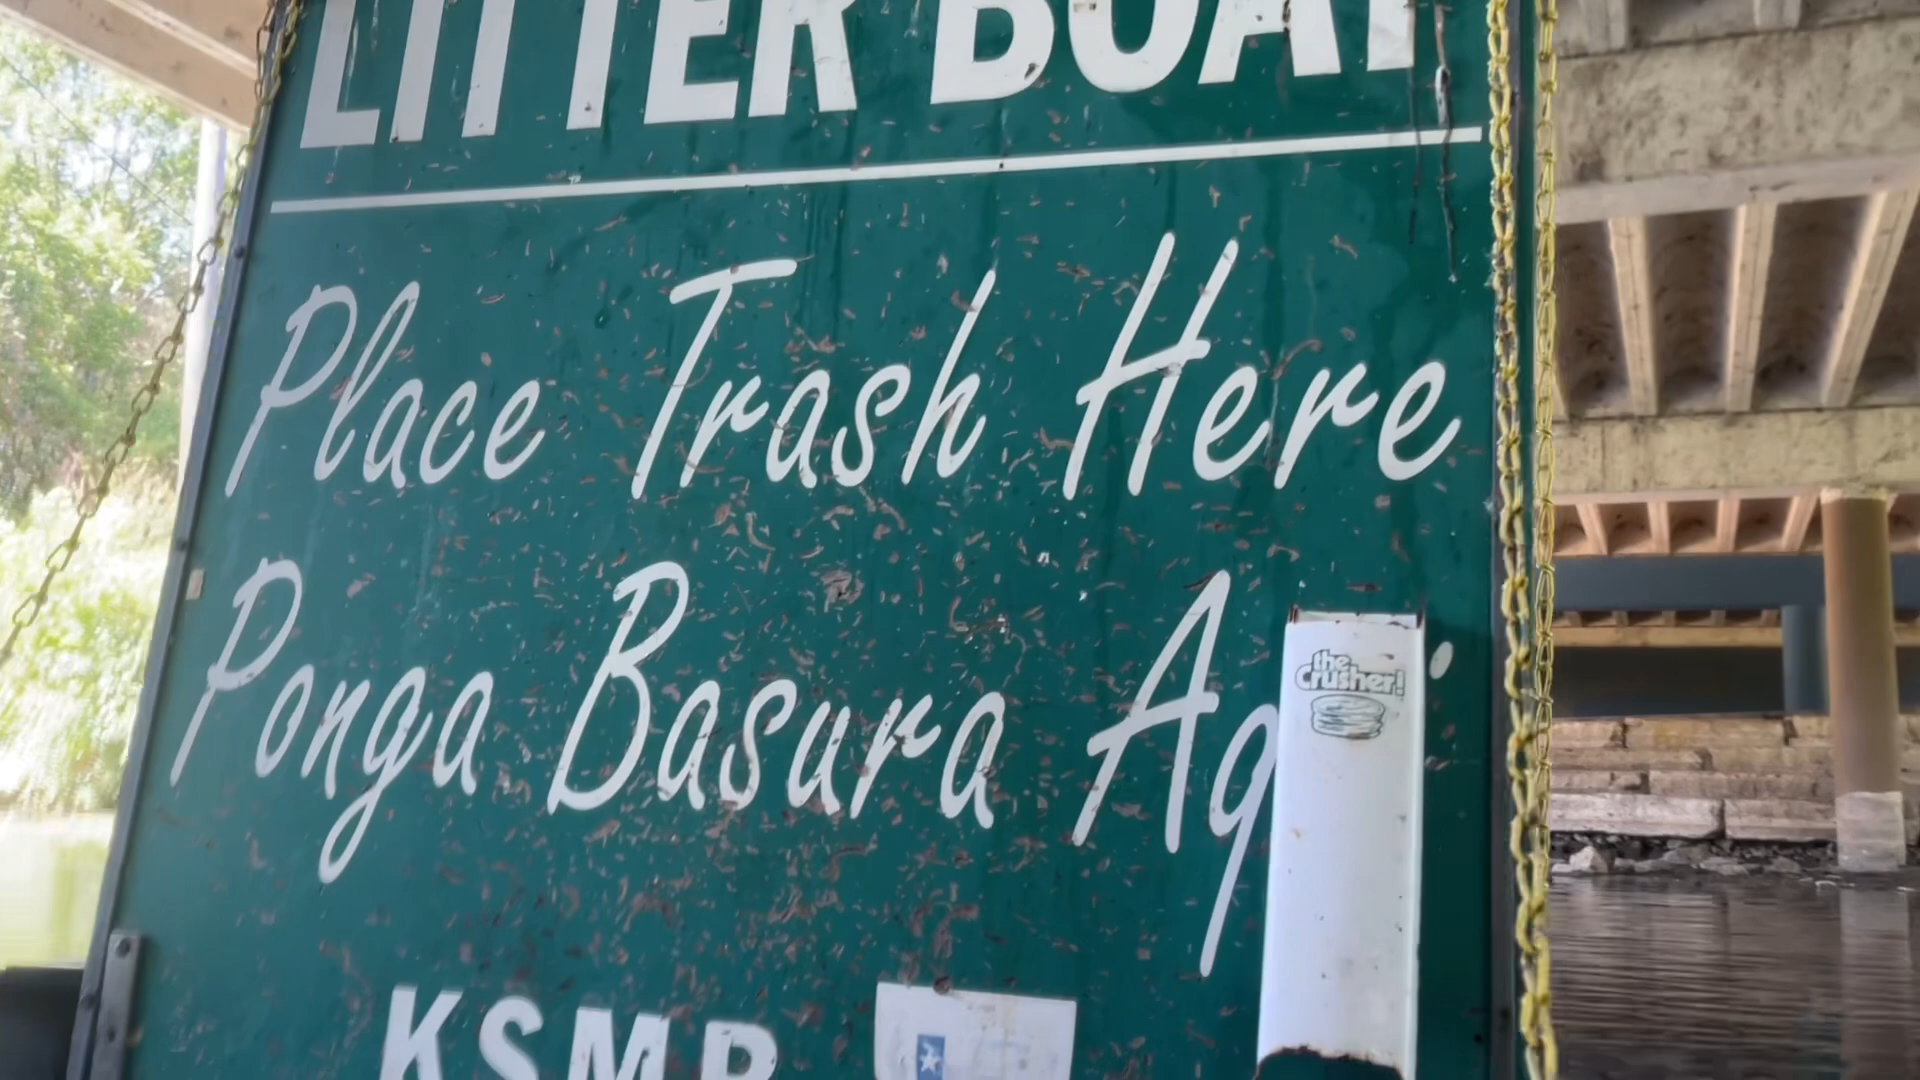 LITTER BOAT
Place Trash Here
Ponga Basura Aq
the
crusher!
KSMB